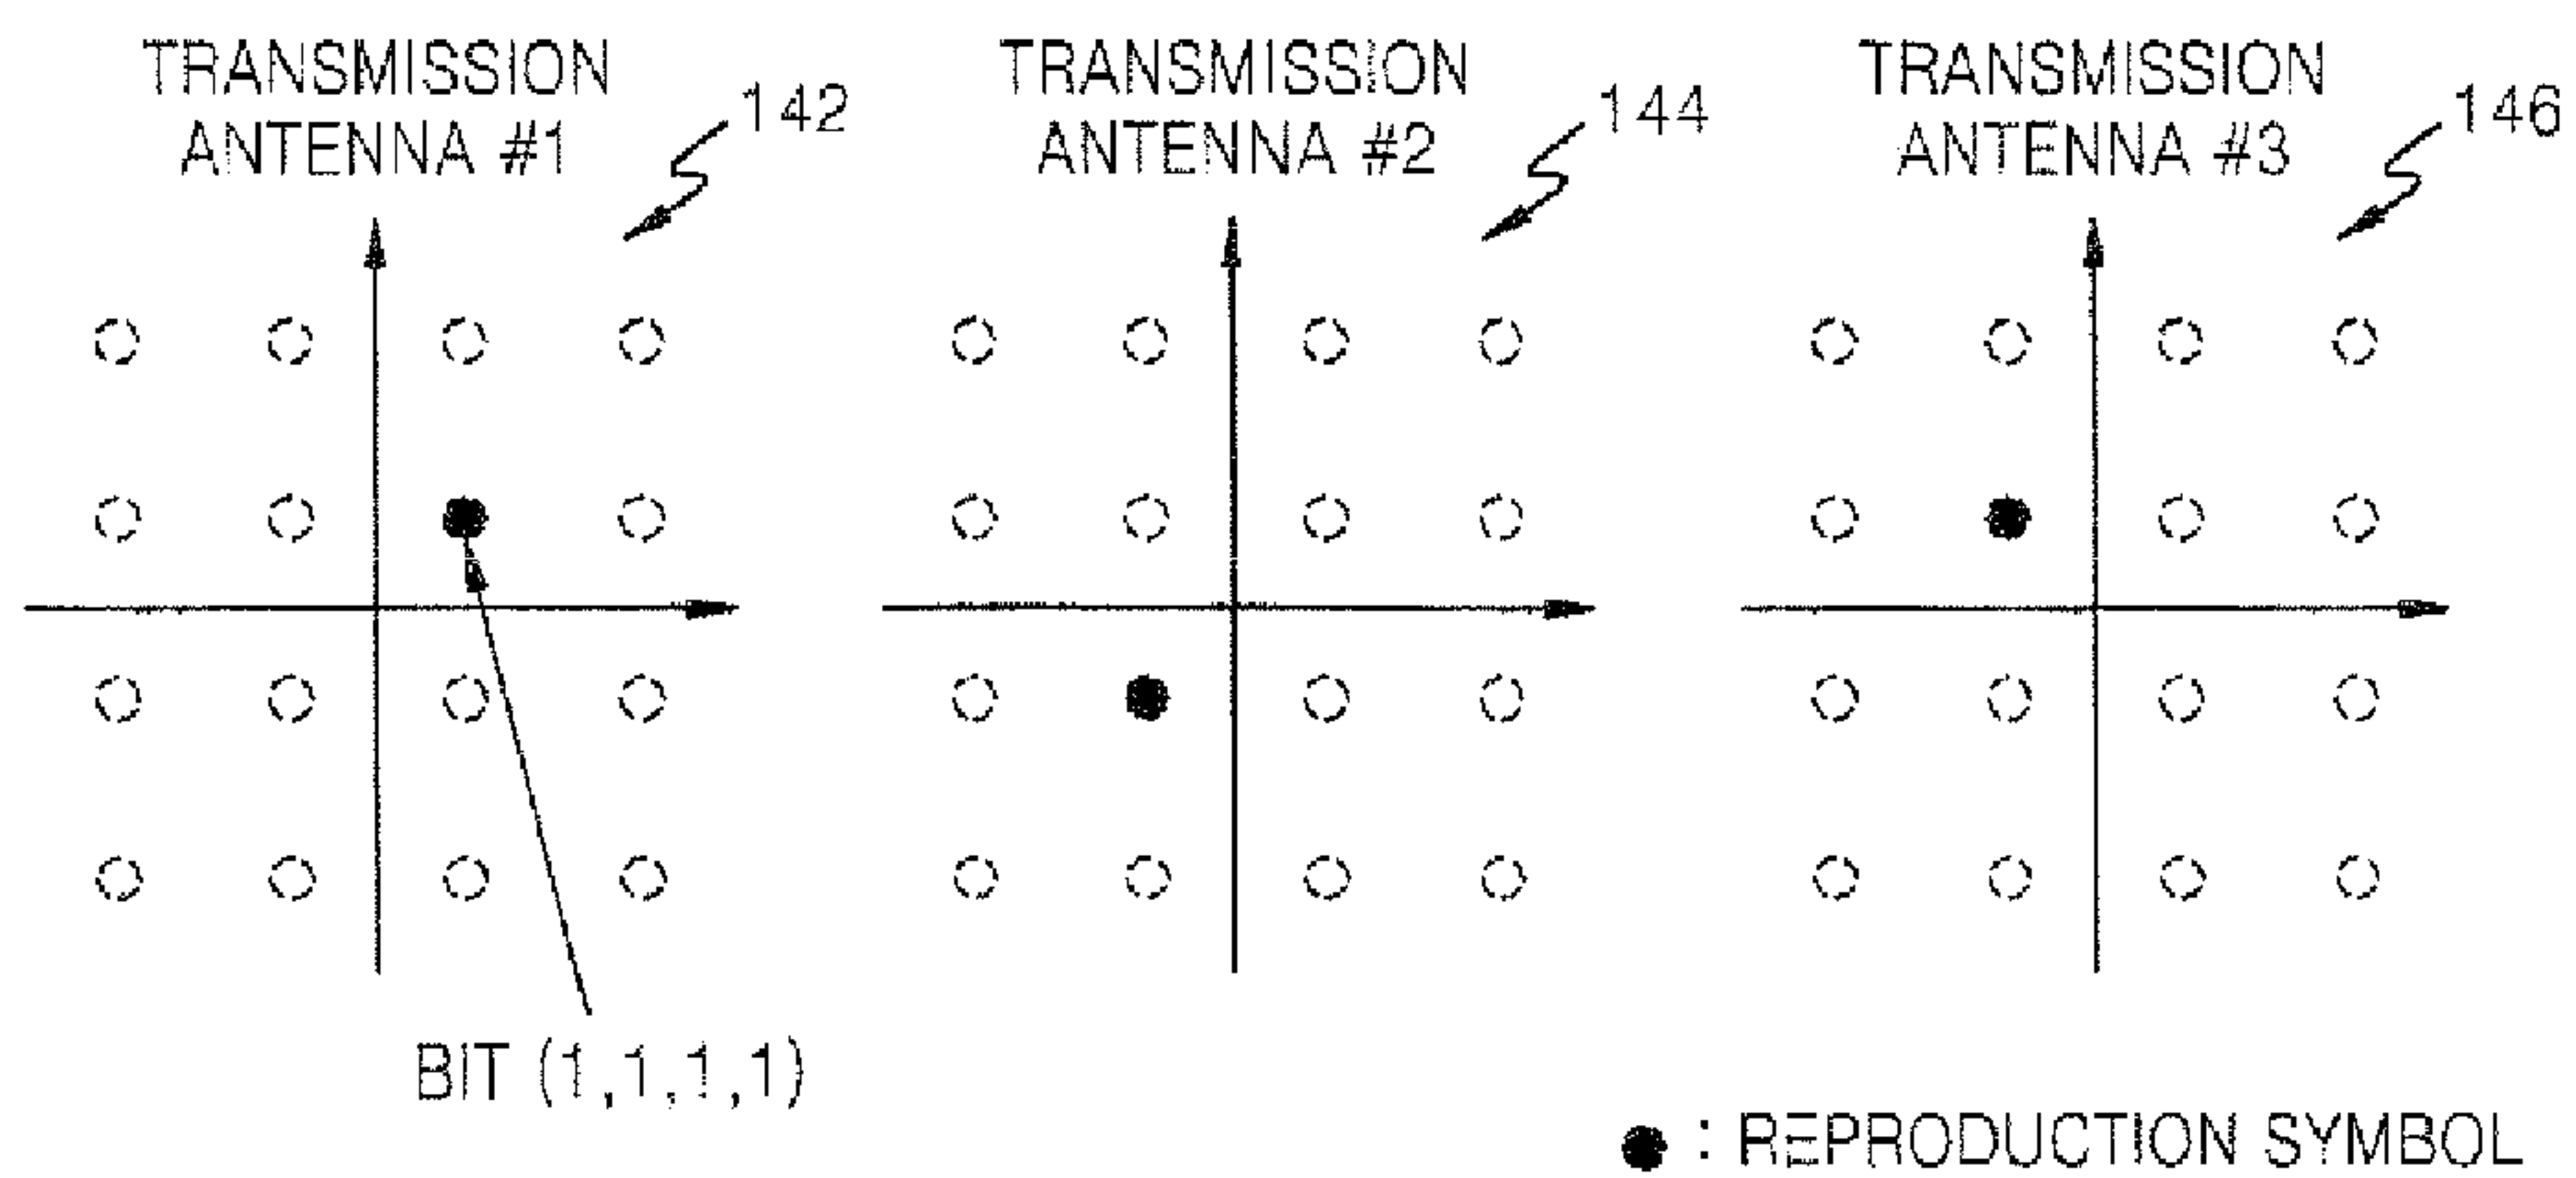 TRANSMISSION
ANTENNA #1
142
TRANSMISSION
ANTENNA #2
144
TRANSMISSION
ANTENNA #3
146
BIT (1,1,1,1)
: REPRODUCTION SYMBOL